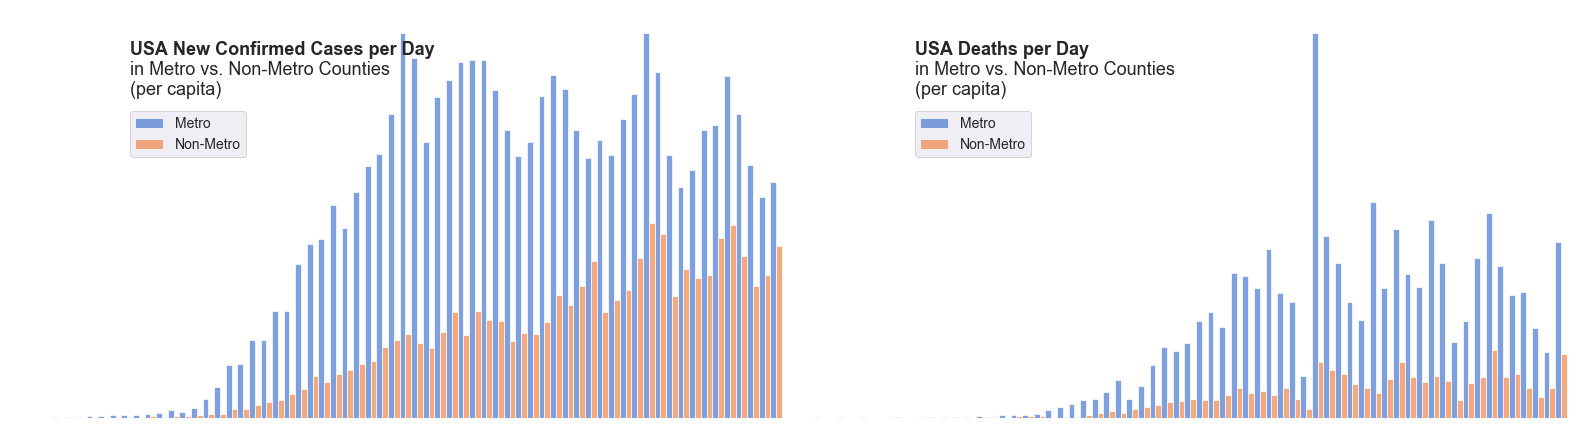 USA New Confirmed Cases per Day
in Metro vs. Non-Metro Counties
(per capita)
Metro
Non-Metro
USA Deaths per Day
in Metro vs. Non-Metro Counties
(per capita)
Metro
Non-Metro